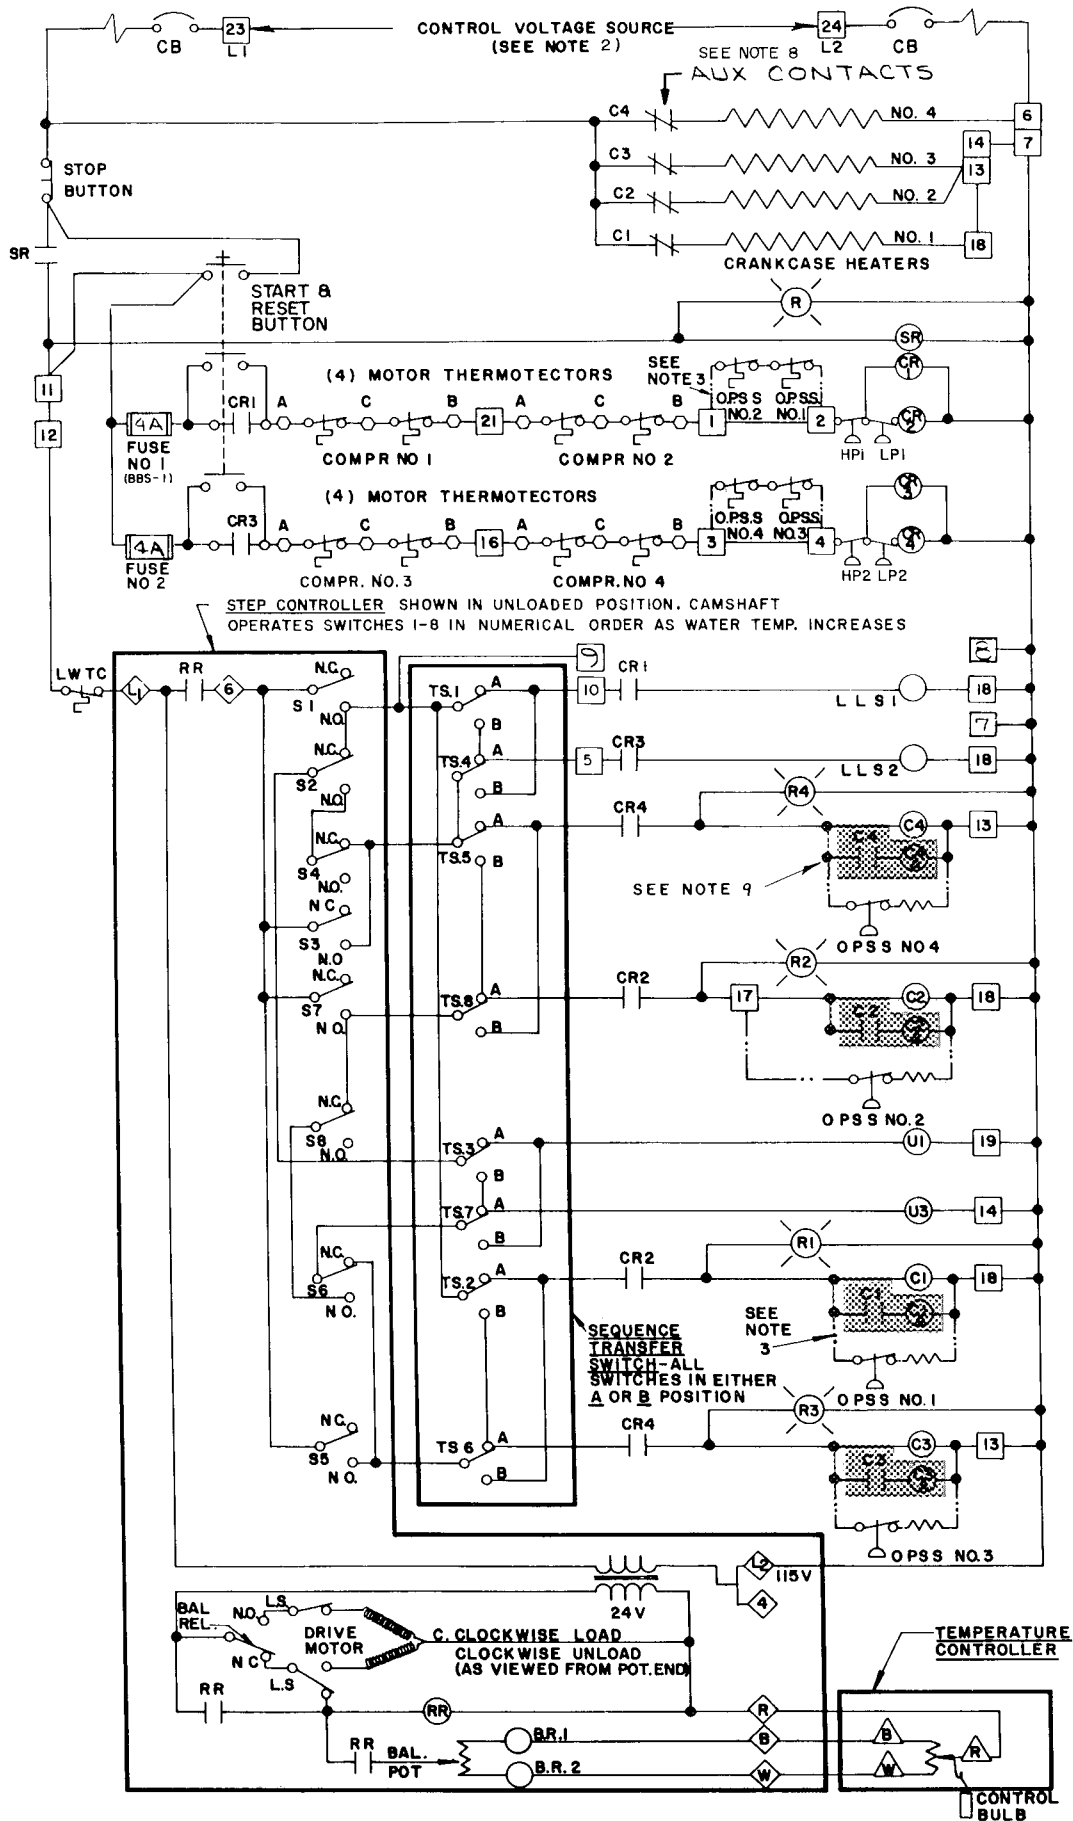 CB
23
L1
CONTROL VOLTAGE SOURCE
(SEE NOTE 2)
24
L2
CB
SEE NOTE 8
AUX CONTACTS
C4
NO. 4
6
7
14
C3
NO. 3
13
C2
NO. 2
C1
NO. 1
18
CRANKCASE HEATERS
STOP
BUTTON
SR
START &
RESET
BUTTON
R
SR
11
12
SEE
NOTE 3
CR
1
(4) MOTOR THERMOTECTORS
4A
FUSE
NO 1
(BBS-1)
CR1
A
C
B
21
A
C
B
1
O.P.S S
NO.2
O.P.S.S.
NO.1
2
CR
2
HP1
LP1
COMPR NO 1
COMPR NO 2
(4) MOTOR THERMOTECTORS
CR
3
4A
FUSE
NO 2
CR3
A
C
B
16
A
C
B
3
O.P.S.S
NO.4
O.P.S.S
NO.3
4
CR
4
HP2
LP2
COMPR. NO.3
COMPR.NO 4
STEP CONTROLLER SHOWN IN UNLOADED POSITION. CAMSHAFT
OPERATES SWITCHES 1-8 IN NUMERICAL ORDER AS WATER TEMP. INCREASES
LWTC
L1
RR
6
N.C.
S1
N.O.
N.C.
S2
N.O.
N.C.
S4
N.O.
N C
S3
N.O
N.C.
S7
N O.
N.C.
S8
N.O.
N.C.
S6
N O.
N.C.
S5
N O.
9
8
TS.1
A
B
10
CR1
LLS1
18
7
TS.4
A
B
5
CR3
LLS2
18
TS.5
A
B
CR4
R4
C4
13
C4
SEE NOTE 9
OPSS NO4
TS.8
A
B
CR2
R2
17
C2
18
C2
OPSS NO.2
TS.3
A
B
U1
19
TS.7
A
B
U3
14
TS.2
A
B
CR2
R1
C1
18
C1
SEE
NOTE
3
OPSS NO.1
SEQUENCE
TRANSFER
SWITCH-ALL
SWITCHES IN EITHER
A OR B POSITION
TS 6
A
B
CR4
R3
C3
13
C3
OPSS NO.3
L2
115V
4
24V
BAL
REL.
N.O.
L.S.
DRIVE
MOTOR
C. CLOCKWISE LOAD
CLOCKWISE UNLOAD
(AS VIEWED FROM POT.END)
N C
L.S
RR
RR
R
RR
BAL.
POT
B.R.1
B
B.R. 2
W
TEMPERATURE
CONTROLLER
B
W
R
CONTROL
BULB